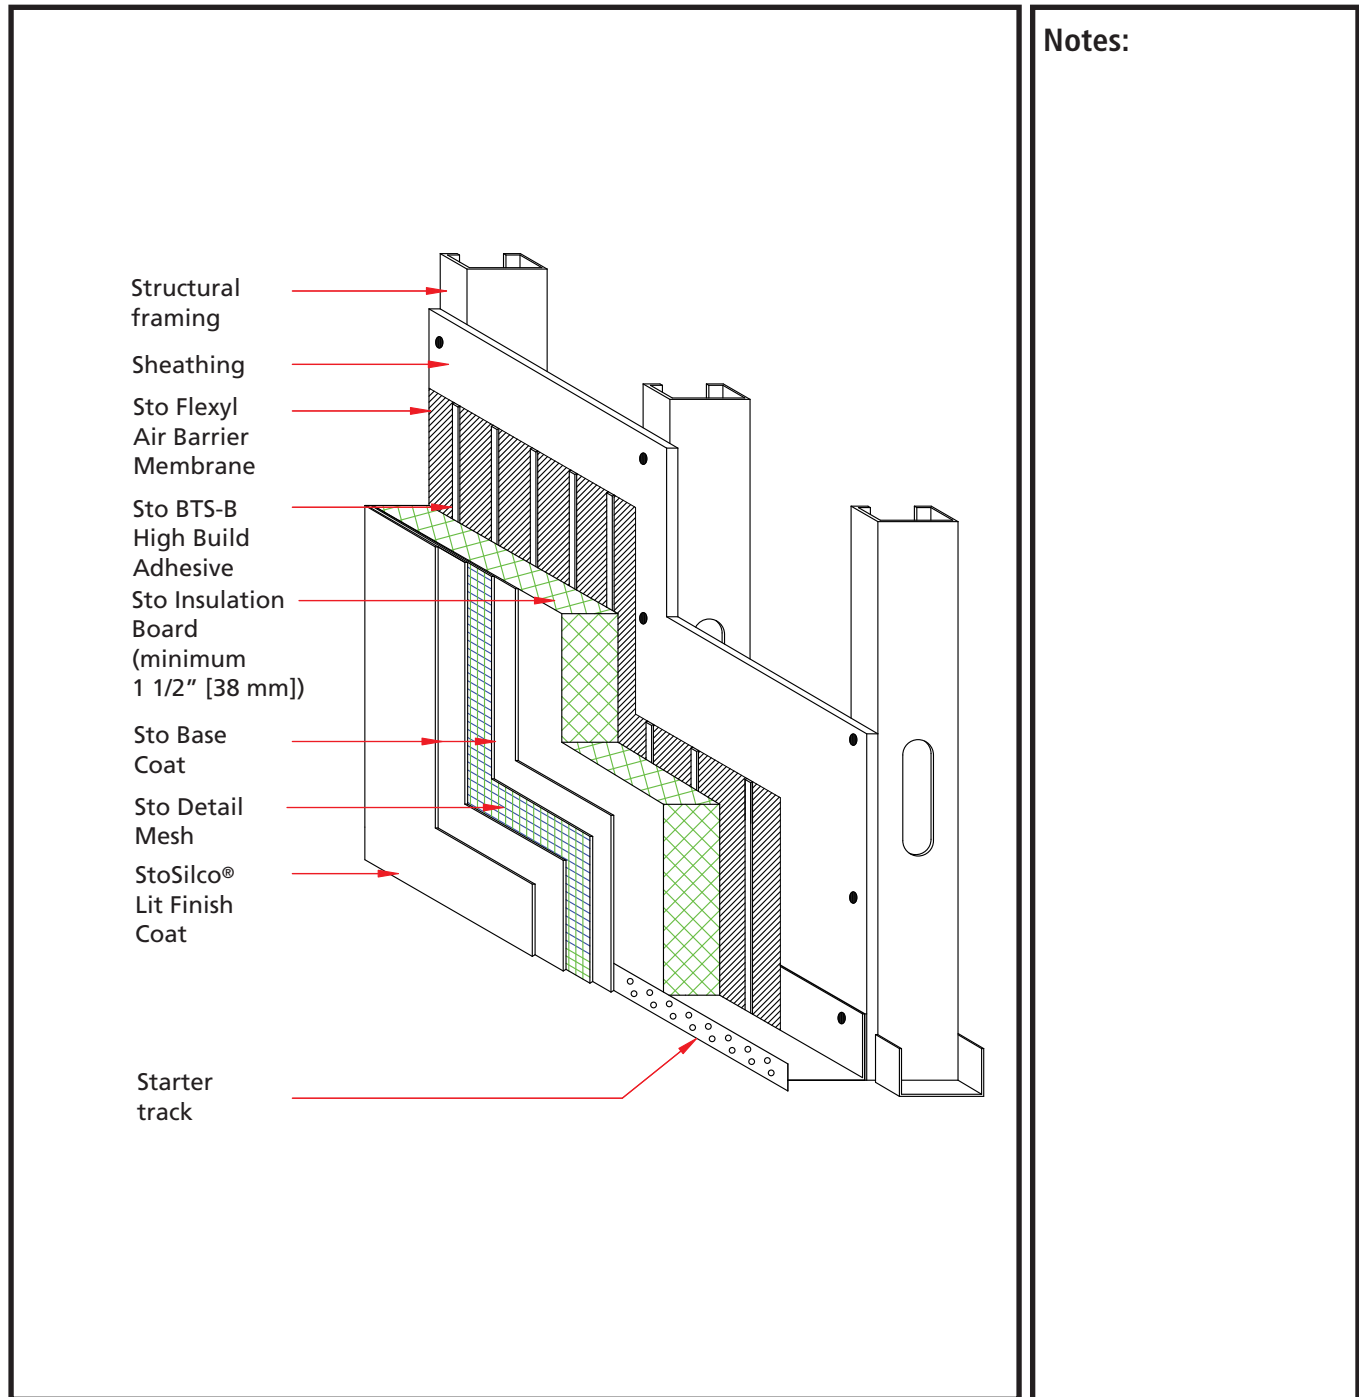 Notes:
Structural
framing
Sheathing
Sto Flexyl
Air Barrier
Membrane
Sto BTS-B
High Build
Adhesive
Sto Insulation
Board
(minimum
1 1/2” [38 mm])
Sto Base
Coat
Sto Detail
Mesh
StoSilco®
Lit Finish
Coat
Starter
track